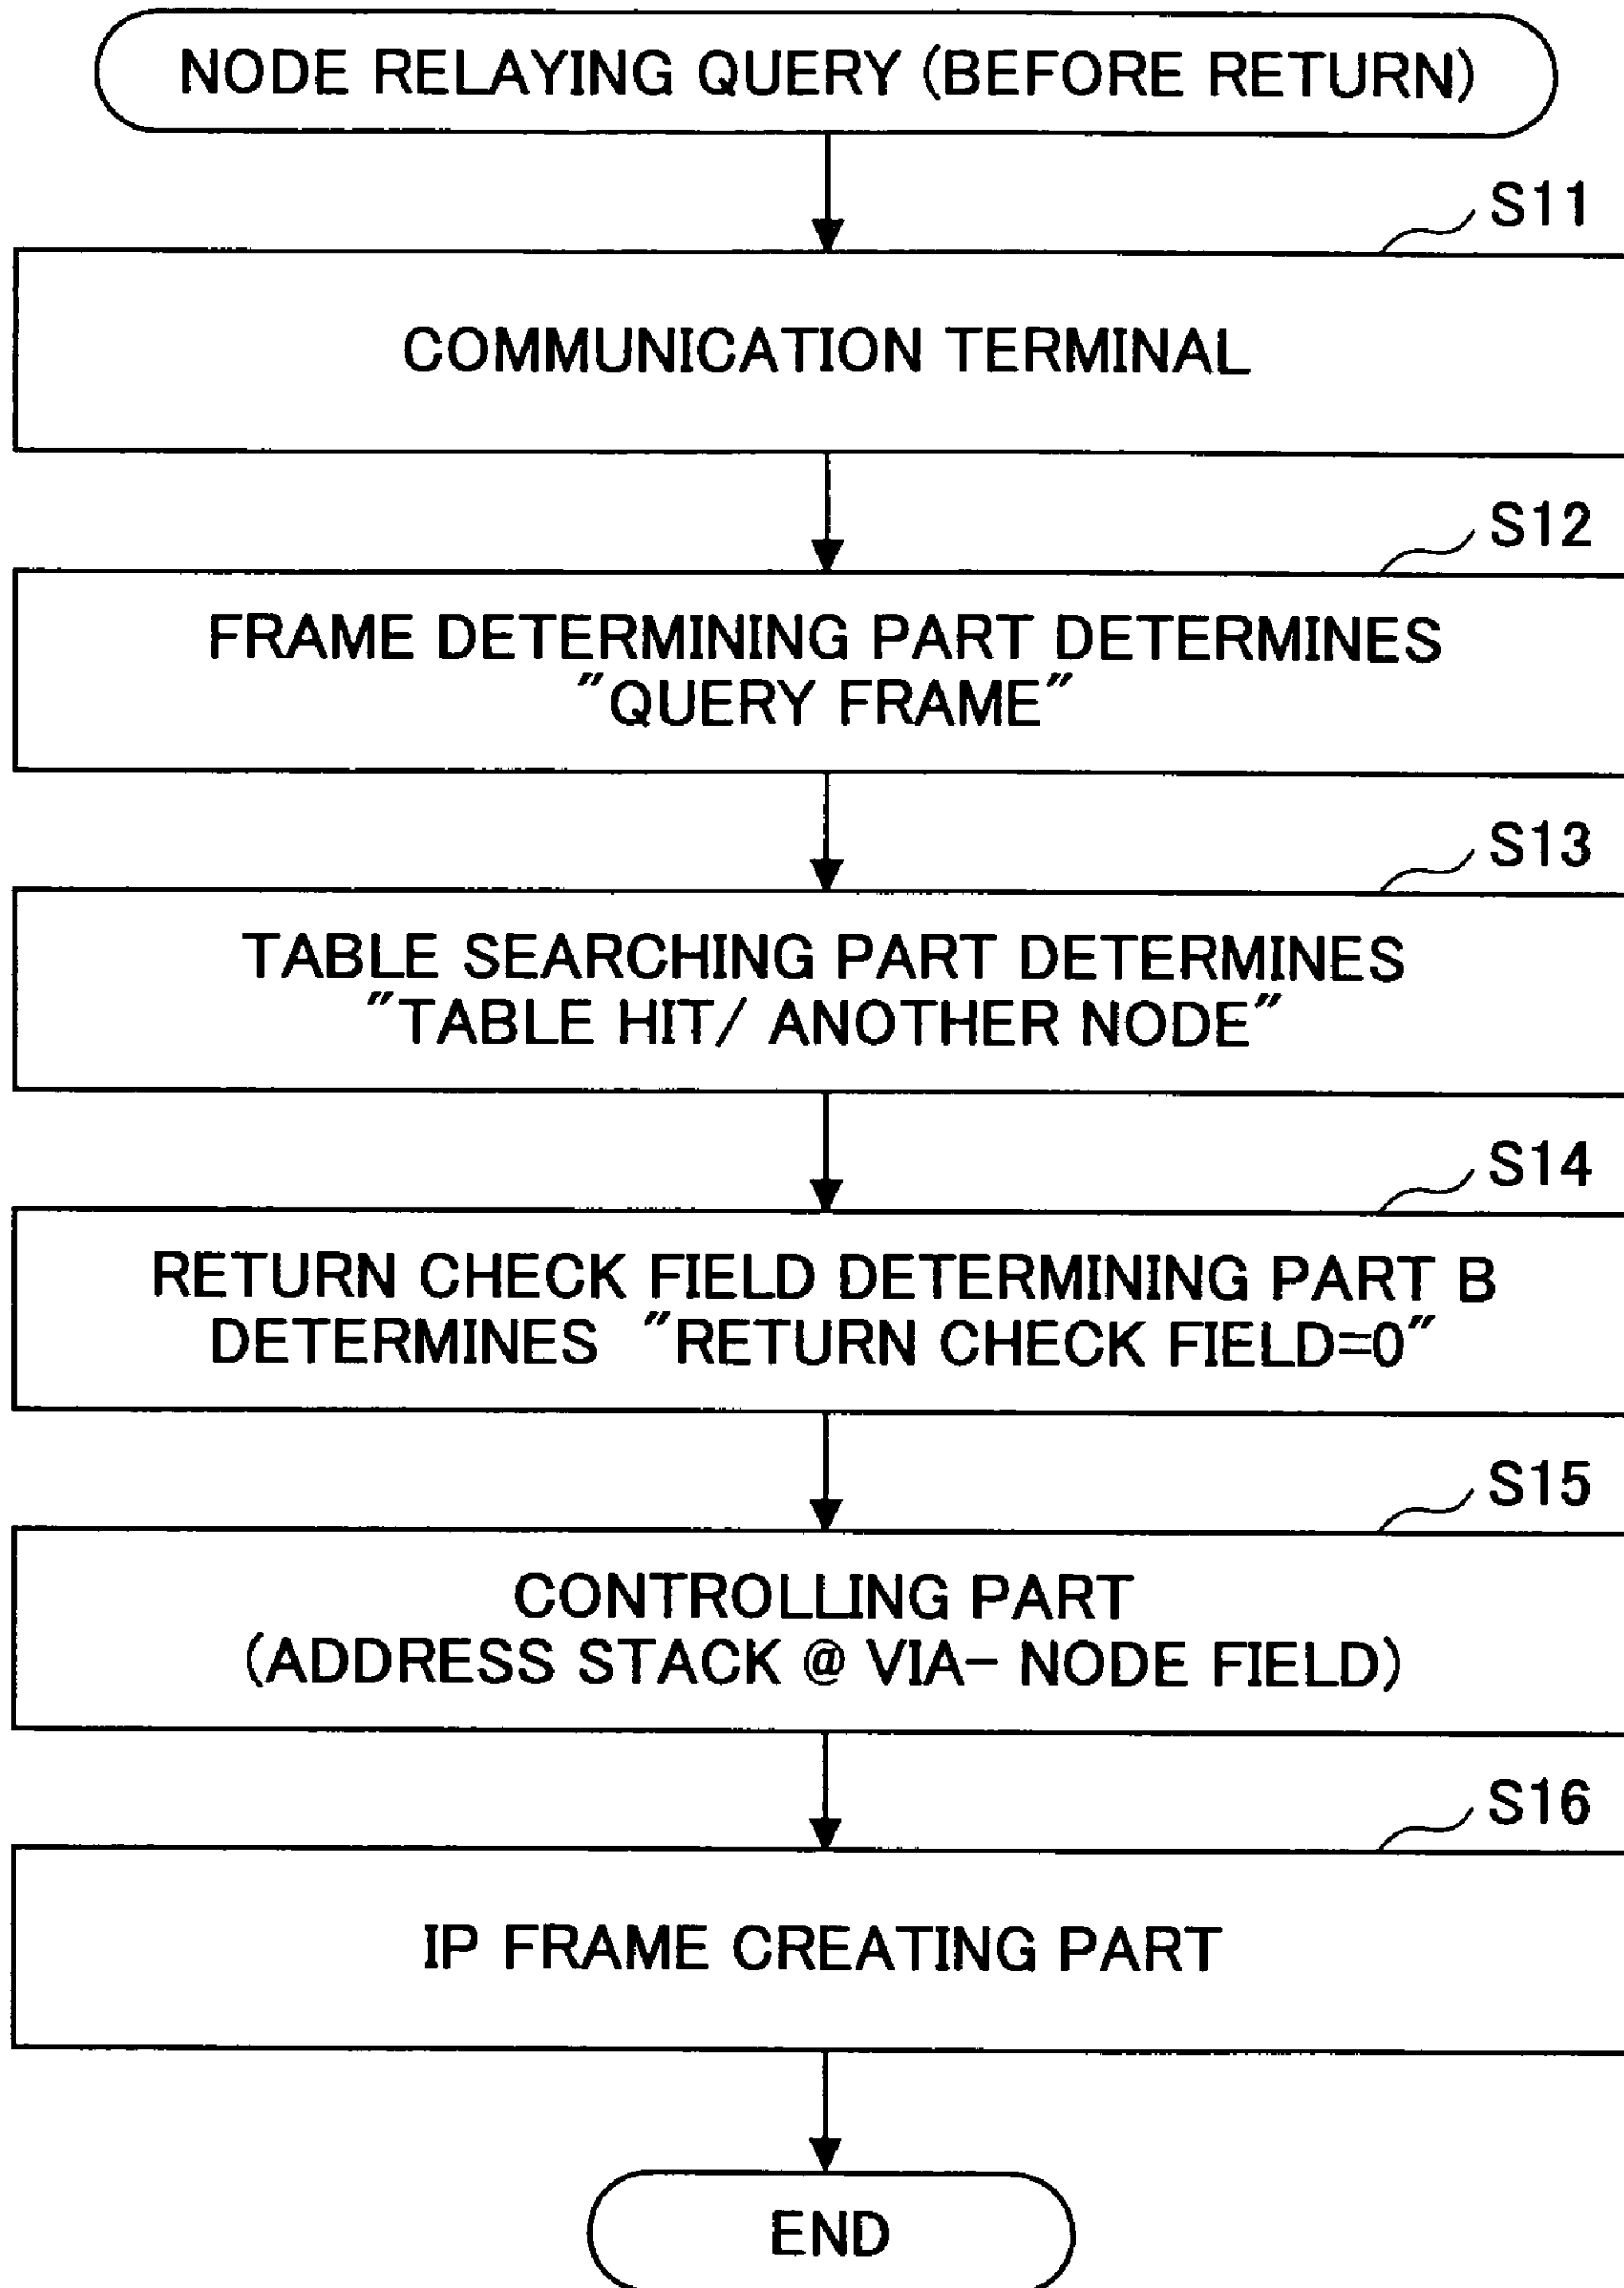 NODE RELAYING QUERY (BEFORE RETURN)
S11
COMMUNICATION TERMINAL
S12
FRAME DETERMINING PART DETERMINES
"QUERY FRAME"
S13
TABLE SEARCHING PART DETERMINES
"TABLE HIT/ ANOTHER NODE"
S14
RETURN CHECK FIELD DETERMINING PART B
DETERMINES "RETURN CHECK FIELD=0"
S15
CONTROLLING PART
(ADDRESS STACK @ VIA- NODE FIELD)
S16
IP FRAME CREATING PART
END